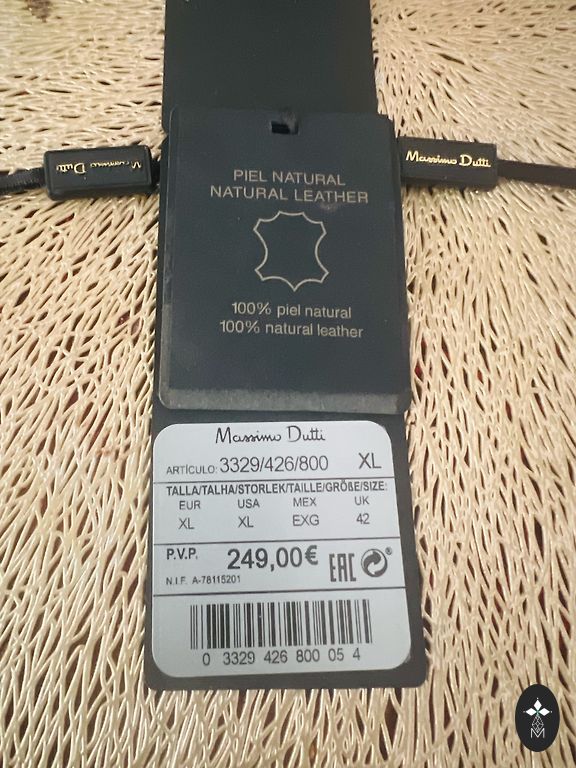 Massimo Dutti
Massimo Dutti
PIEL NATURAL
NATURAL LEATHER
100% piel natural
100% natural leather
Massimo Dutti
ARTÍCULO: 3329/426/800 XL
TALLA/TALHA/STORLEK/TAILLE/GRÖßE/SIZE:
EUR USA MEX UK
XL XL EXG 42
P.V.P. 249,00€ EAC ®
N.I.F. A-78115201
0 3329 426 800 05 4
M